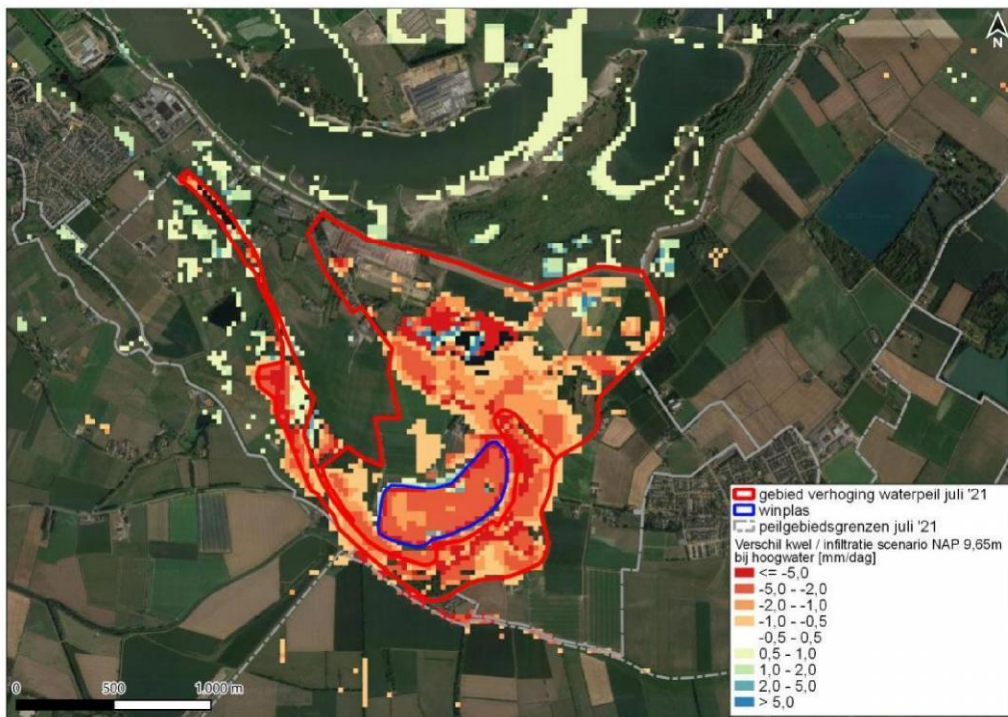 N
gebied verhoging waterpeil juli '21
winplas
peilgebiedsgrenzen juli '21
Verschil kwel / infiltratie scenario NAP 9,65m
bij hoogwater [mm/dag]
<= -5,0
-5,0 - -2,0
-2,0 - -1,0
-1,0 - -0,5
-0,5 - 0,5
0,5 - 1,0
1,0 - 2,0
2,0 - 5,0
> 5,0
0 500 1.000 m